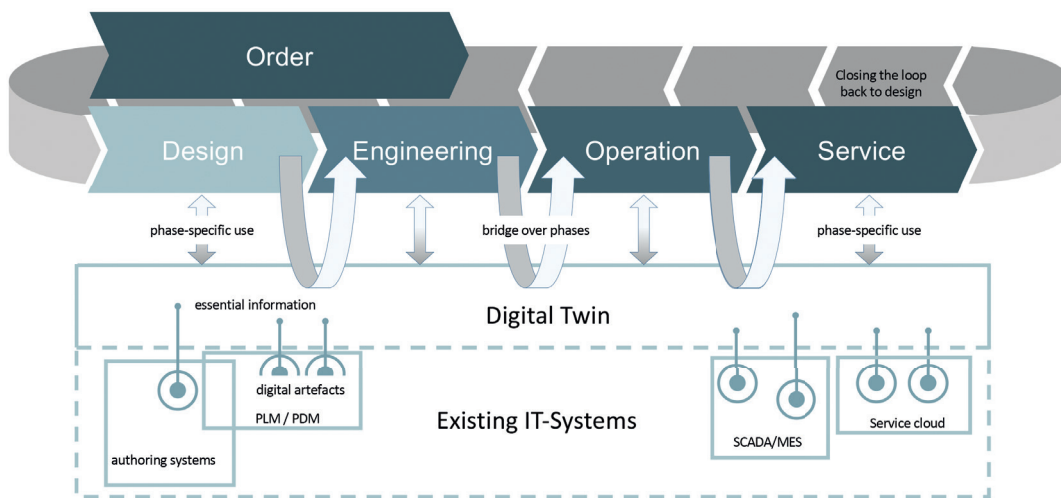 Order
Closing the loop
back to design
Design
Engineering
Operation
Service
phase-specific use
bridge over phases
phase-specific use
essential information
Digital Twin
digital artefacts
PLM / PDM
authoring systems
Existing IT-Systems
SCADA/MES
Service cloud